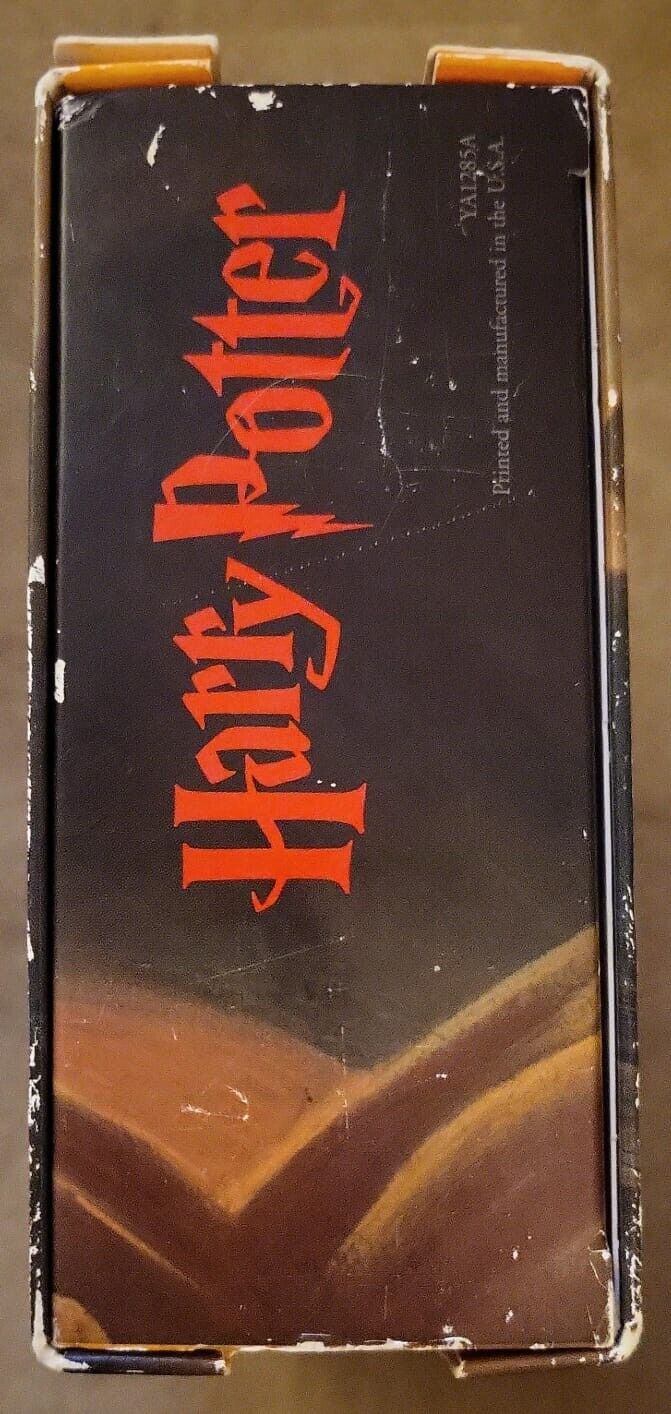 Harry Potter
YA1285A
Printed and manufactured in the U.S.A.